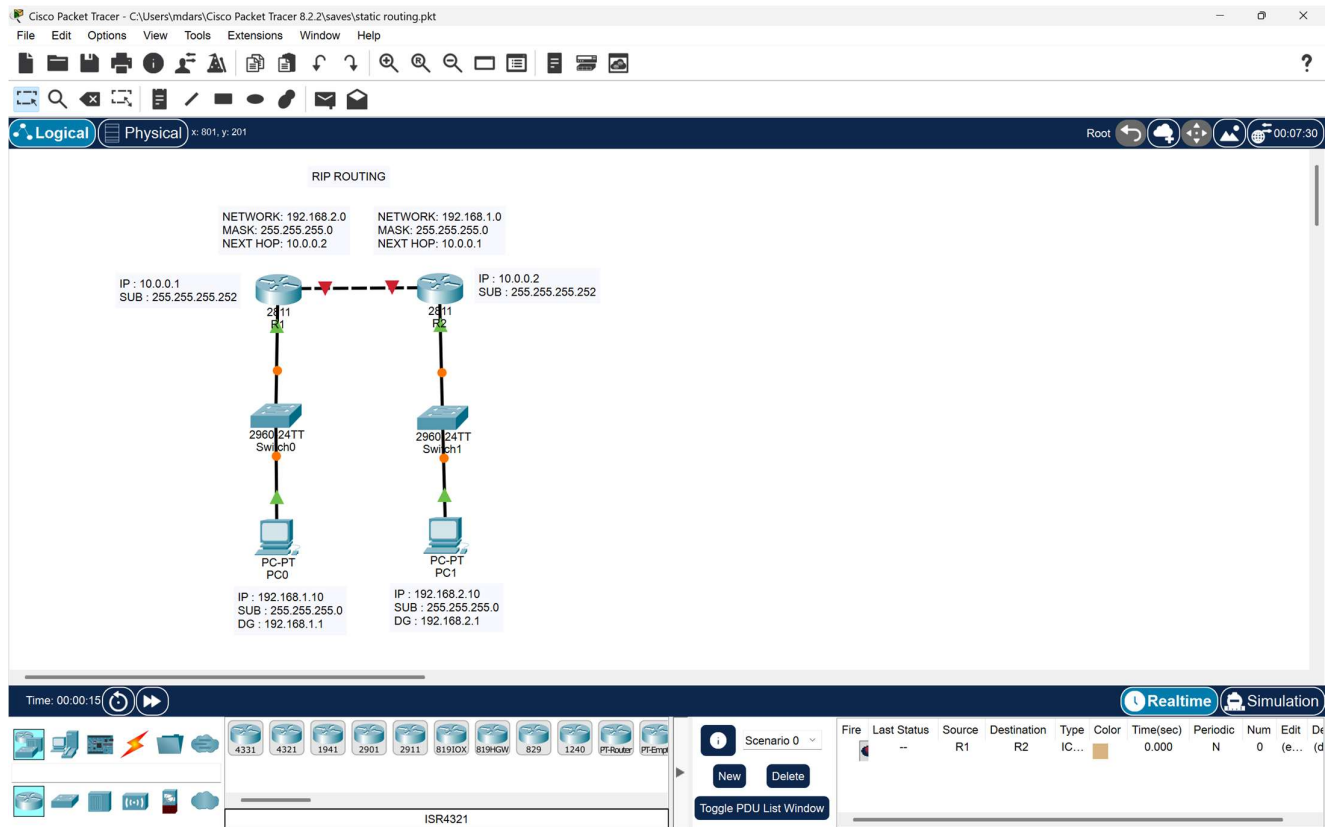 Cisco Packet Tracer - C:\Users\mdars\Cisco Packet Tracer 8.2.2\saves\static routing.pkt
File Edit Options View Tools Extensions Window Help
?
Logical Physical x: 801, y: 201 Root 00:07:30
RIP ROUTING
NETWORK: 192.168.2.0
MASK: 255.255.255.0
NEXT HOP: 10.0.0.2
NETWORK: 192.168.1.0
MASK: 255.255.255.0
NEXT HOP: 10.0.0.1
IP : 10.0.0.1
SUB : 255.255.255.252
IP : 10.0.0.2
SUB : 255.255.255.252
2811
R1
2811
R2
2960-24TT
Switch0
2960-24TT
Switch1
PC-PT
PC0
PC-PT
PC1
IP : 192.168.1.10
SUB : 255.255.255.0
DG : 192.168.1.1
IP : 192.168.2.10
SUB : 255.255.255.0
DG : 192.168.2.1
Time: 00:00:15 Realtime Simulation
4331 4321 1941 2901 2911 819IOX 819HGW 829 1240 PT-Router PT-Empt
ISR4321
Scenario 0
New Delete
Toggle PDU List Window
Fire Last Status Source Destination Type Color Time(sec) Periodic Num Edit De
-- R1 R2 IC... 0.000 N 0 (e... (d